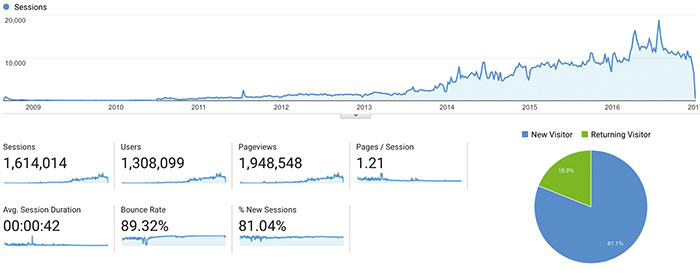 Sessions
20,000
10,000
2009 2010 2011 2012 2013 2014 2015 2016 201
Sessions Users Pageviews Pages / Session
1,614,014 1,308,099 1,948,548 1.21
Avg. Session Duration Bounce Rate % New Sessions
00:00:42 89.32% 81.04%
New Visitor Returning Visitor
18.9%
81.1%